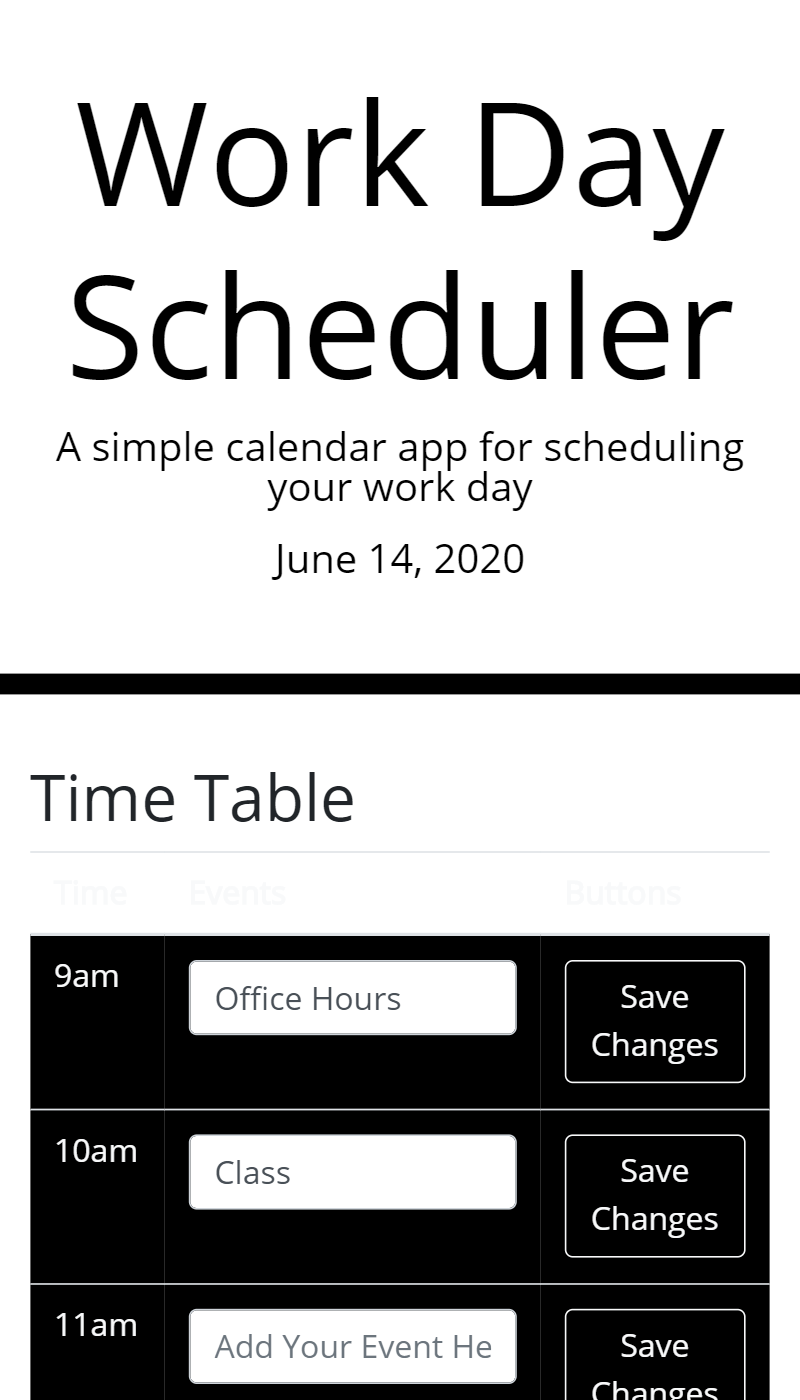 Work Day
Scheduler
A simple calendar app for scheduling
your work day
June 14, 2020
Time Table
Time Events Buttons
9am Office Hours Save
Changes
10am Class Save
Changes
11am Add Your Event He Save
Changes